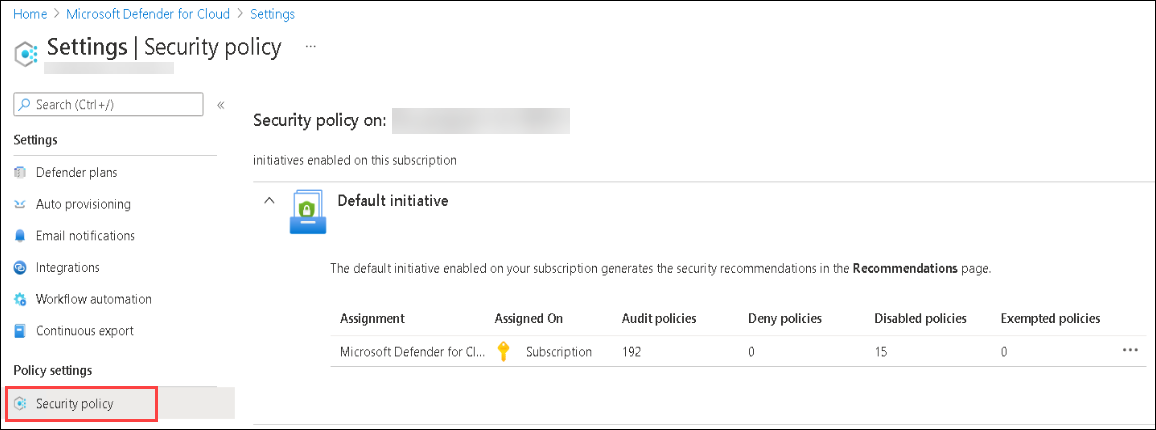 Home > Microsoft Defender for Cloud > Settings
Settings | Security policy ...
Search (Ctrl+/) «
Settings
Defender plans
Auto provisioning
Email notifications
Integrations
Workflow automation
Continuous export
Policy settings
Security policy
Security policy on:
initiatives enabled on this subscription
Default initiative
The default initiative enabled on your subscription generates the security recommendations in the Recommendations page.
Assignment Assigned On Audit policies Deny policies Disabled policies Exempted policies
Microsoft Defender for Cl... Subscription 192 0 15 0 ...